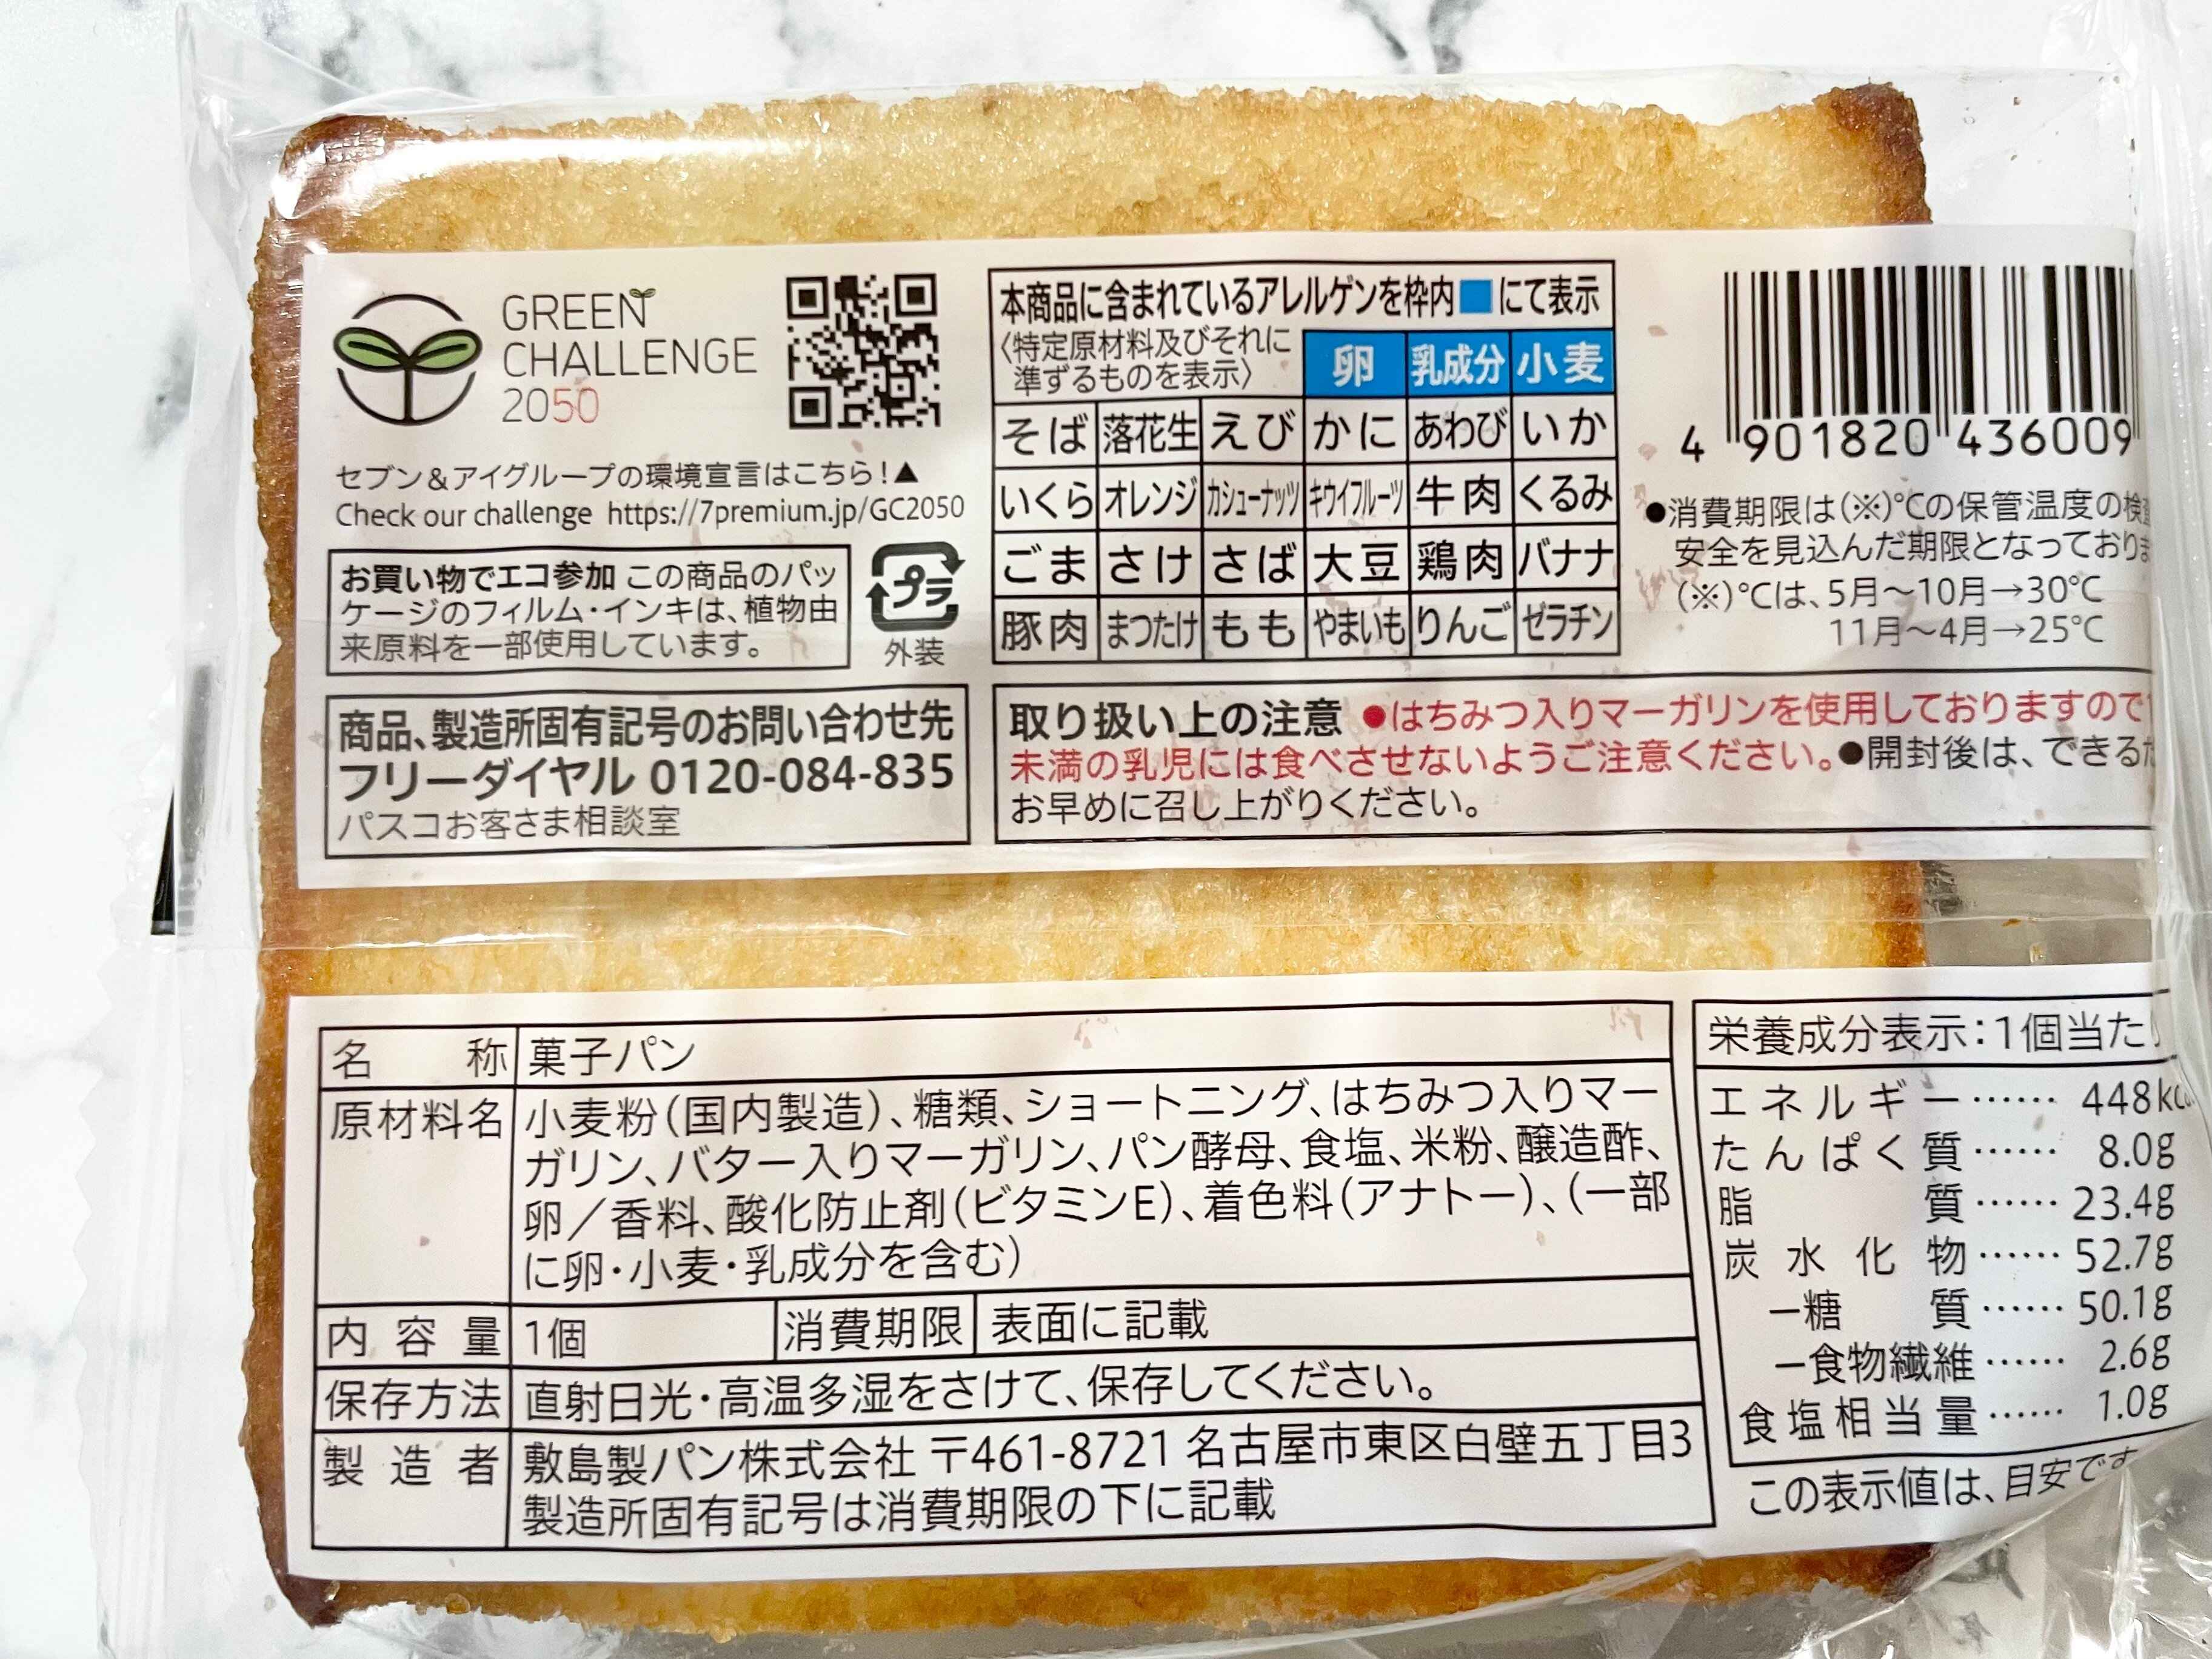 GREEN
CHALLENGE
2050
セブン&アイグループの環境宣言はこちら!▲
Check our challenge https://7premium.jp/GC2050
お買い物でエコ参加 この商品のパッ
ケージのフィルム・インキは、植物由
来原料を一部使用しています。
プラ
外装
商品、製造所固有記号のお問い合わせ先
フリーダイヤル 0120-084-835
パスコお客さま相談室
本商品に含まれているアレルゲンを枠内■にて表示
〈特定原材料及びそれに
準ずるものを表示〉
卵 乳成分 小麦
そば 落花生 えび かに あわび いか
いくら オレンジ カシューナッツ キウイフルーツ 牛肉 くるみ
ごま さけ さば 大豆 鶏肉 バナナ
豚肉 まつたけ もも やまいも りんご ゼラチン
4 901820 436009
●消費期限は(※)℃の保管温度の検
安全を見込んだ期限となっており
(※)℃は、5月～10月→30℃
11月～4月→25℃
取り扱い上の注意 ●はちみつ入りマーガリンを使用しておりますので
未満の乳児には食べさせないようご注意ください。●開封後は、できる
お早めに召し上がりください。
名称 菓子パン
原材料名 小麦粉(国内製造)、糖類、ショートニング、はちみつ入りマー
ガリン、バター入りマーガリン、パン酵母、食塩、米粉、醸造酢、
卵/香料、酸化防止剤(ビタミンE)、着色料(アナトー)、(一部
に卵・小麦・乳成分を含む)
内容量 1個 消費期限 表面に記載
保存方法 直射日光・高温多湿をさけて、保存してください。
製造者 敷島製パン株式会社 〒461-8721 名古屋市東区白壁五丁目3
製造所固有記号は消費期限の下に記載
栄養成分表示:1個当たり
エネルギー…… 448kcal
たんぱく質…… 8.0g
脂質…… 23.4g
炭水化物…… 52.7g
－糖質…… 50.1g
－食物繊維…… 2.6g
食塩相当量…… 1.0g
この表示値は、目安です